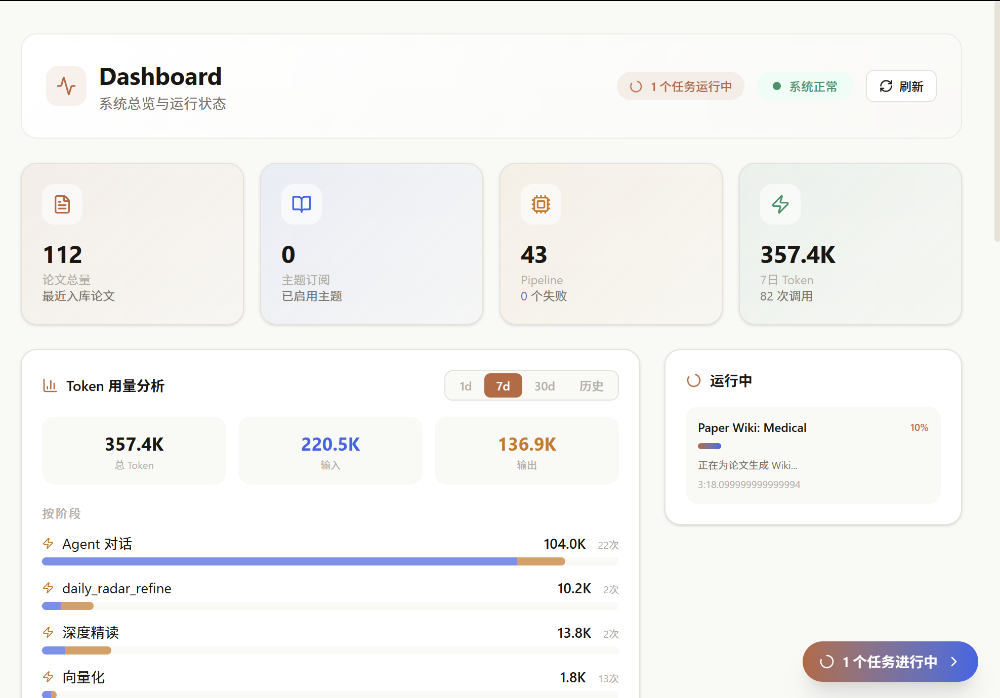 Dashboard
系统总览与运行状态
1 个任务运行中
系统正常
刷新
112
论文总量
最近入库论文
0
主题订阅
已启用主题
43
Pipeline
0 个失败
357.4K
7日 Token
82 次调用
Token 用量分析
1d
7d
30d
历史
357.4K
总 Token
220.5K
输入
136.9K
输出
按阶段
Agent 对话
104.0K 22次
daily_radar_refine
10.2K 2次
深度精读
13.8K 2次
向量化
1.8K 13次
运行中
Paper Wiki: Medical
10%
正在为论文生成 Wiki...
3:18.099999999999994
1 个任务进行中